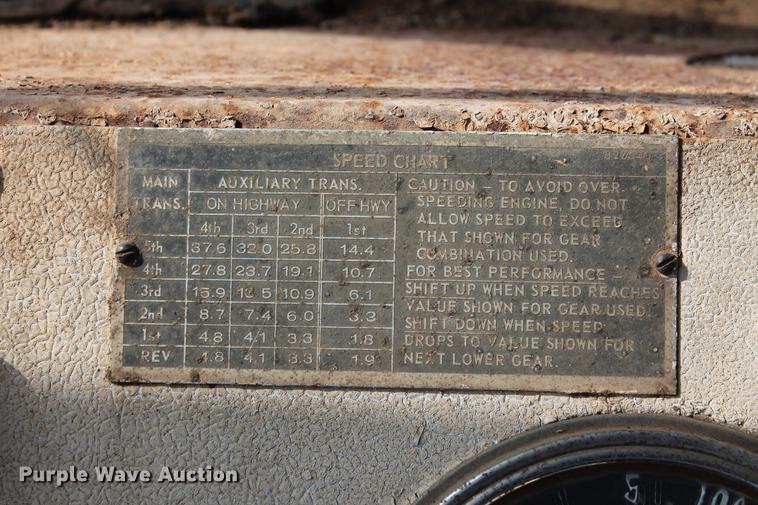 SPEED CHART
MAIN TRANS. AUXILIARY TRANS.
ON HIGHWAY OFF HWY
4th 3rd 2nd 1st
5th 37.6 32.0 25.8 14.4
4th 27.8 23.7 19.1 10.7
3rd 15.9 13.5 10.9 6.1
2nd 8.7 7.4 6.0 3.3
1st 4.8 4.1 3.3 1.8
REV 4.8 4.1 3.3 1.9
CAUTION TO AVOID OVER-
SPEEDING ENGINE, DO NOT
ALLOW SPEED TO EXCEED
THAT SHOWN FOR GEAR
COMBINATION USED.
FOR BEST PERFORMANCE
SHIFT UP WHEN SPEED REACHES
VALUE SHOWN FOR GEAR USED.
SHIFT DOWN WHEN SPEED
DROPS TO VALUE SHOWN FOR
NEXT LOWER GEAR.
5
Purple Wave Auction